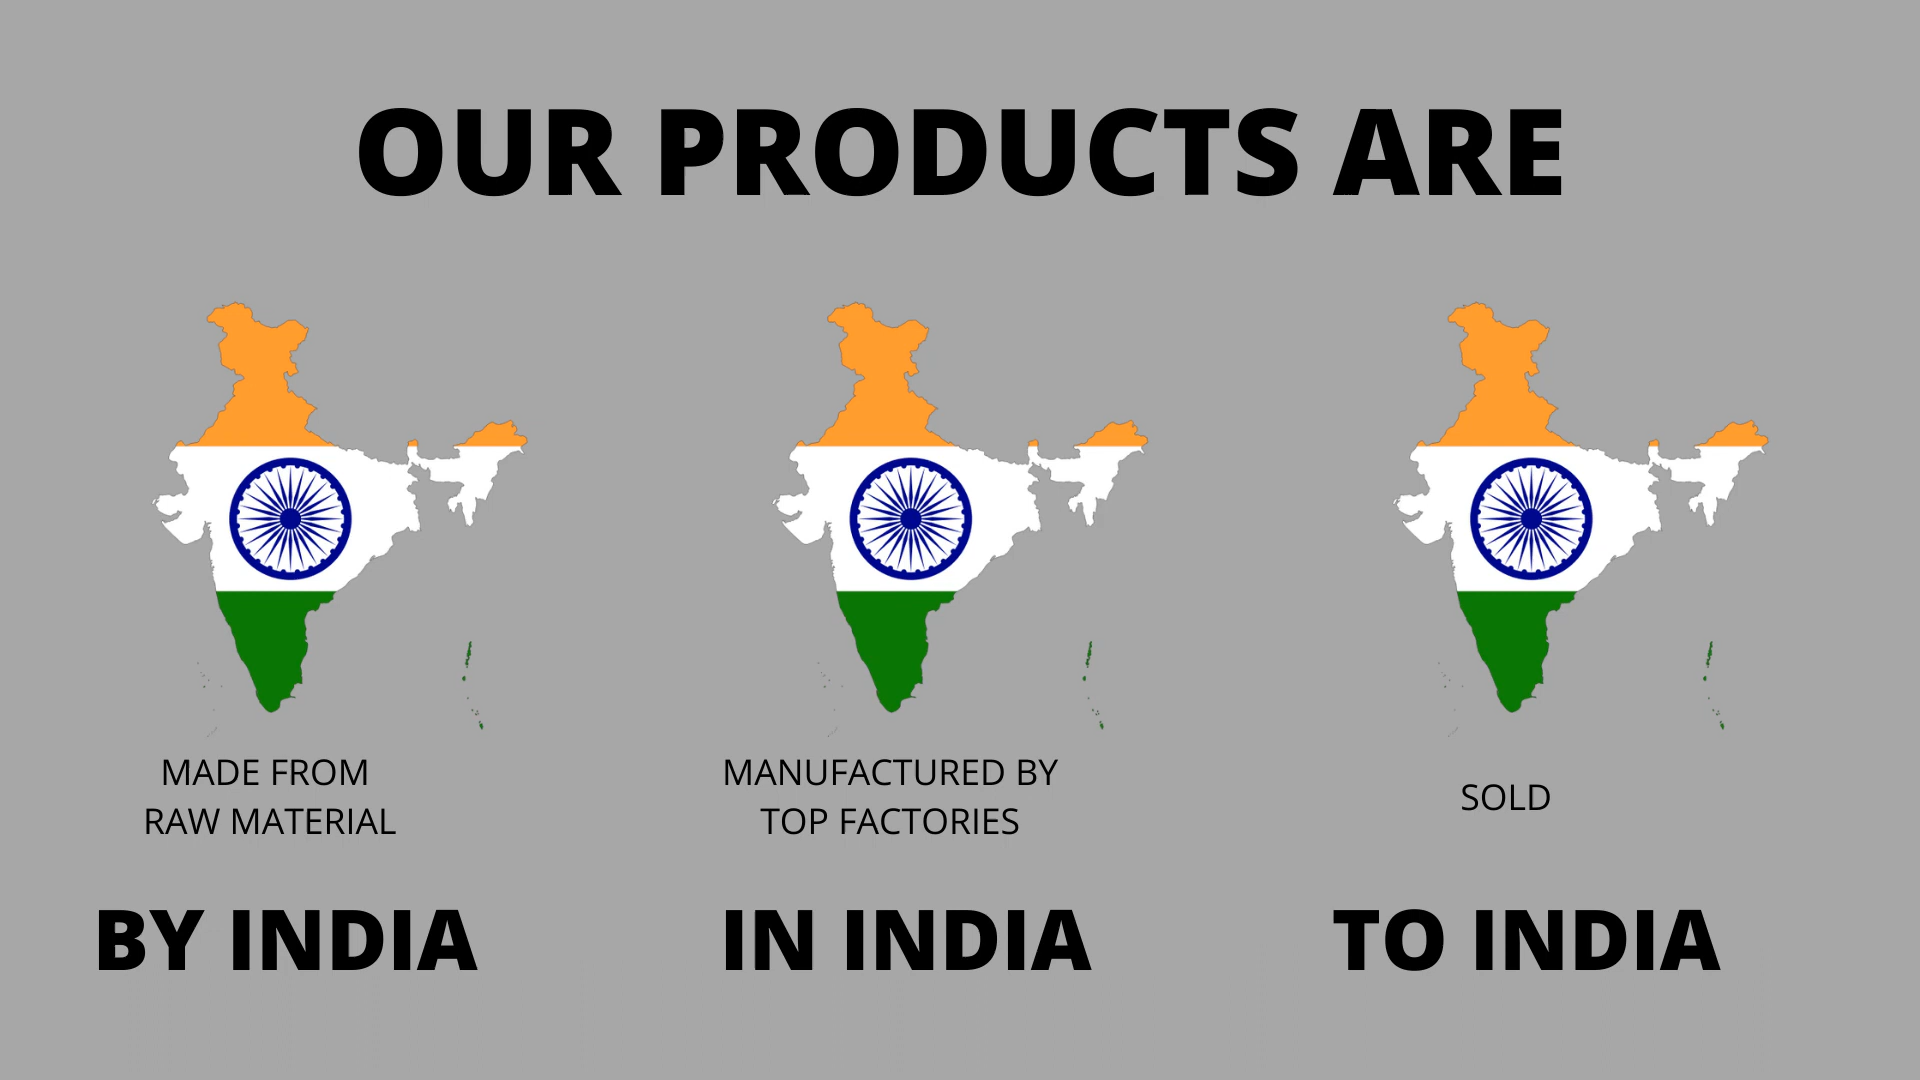 OUR PRODUCTS ARE
MADE FROM
RAW MATERIAL
BY INDIA
MANUFACTURED BY
TOP FACTORIES
IN INDIA
SOLD
TO INDIA